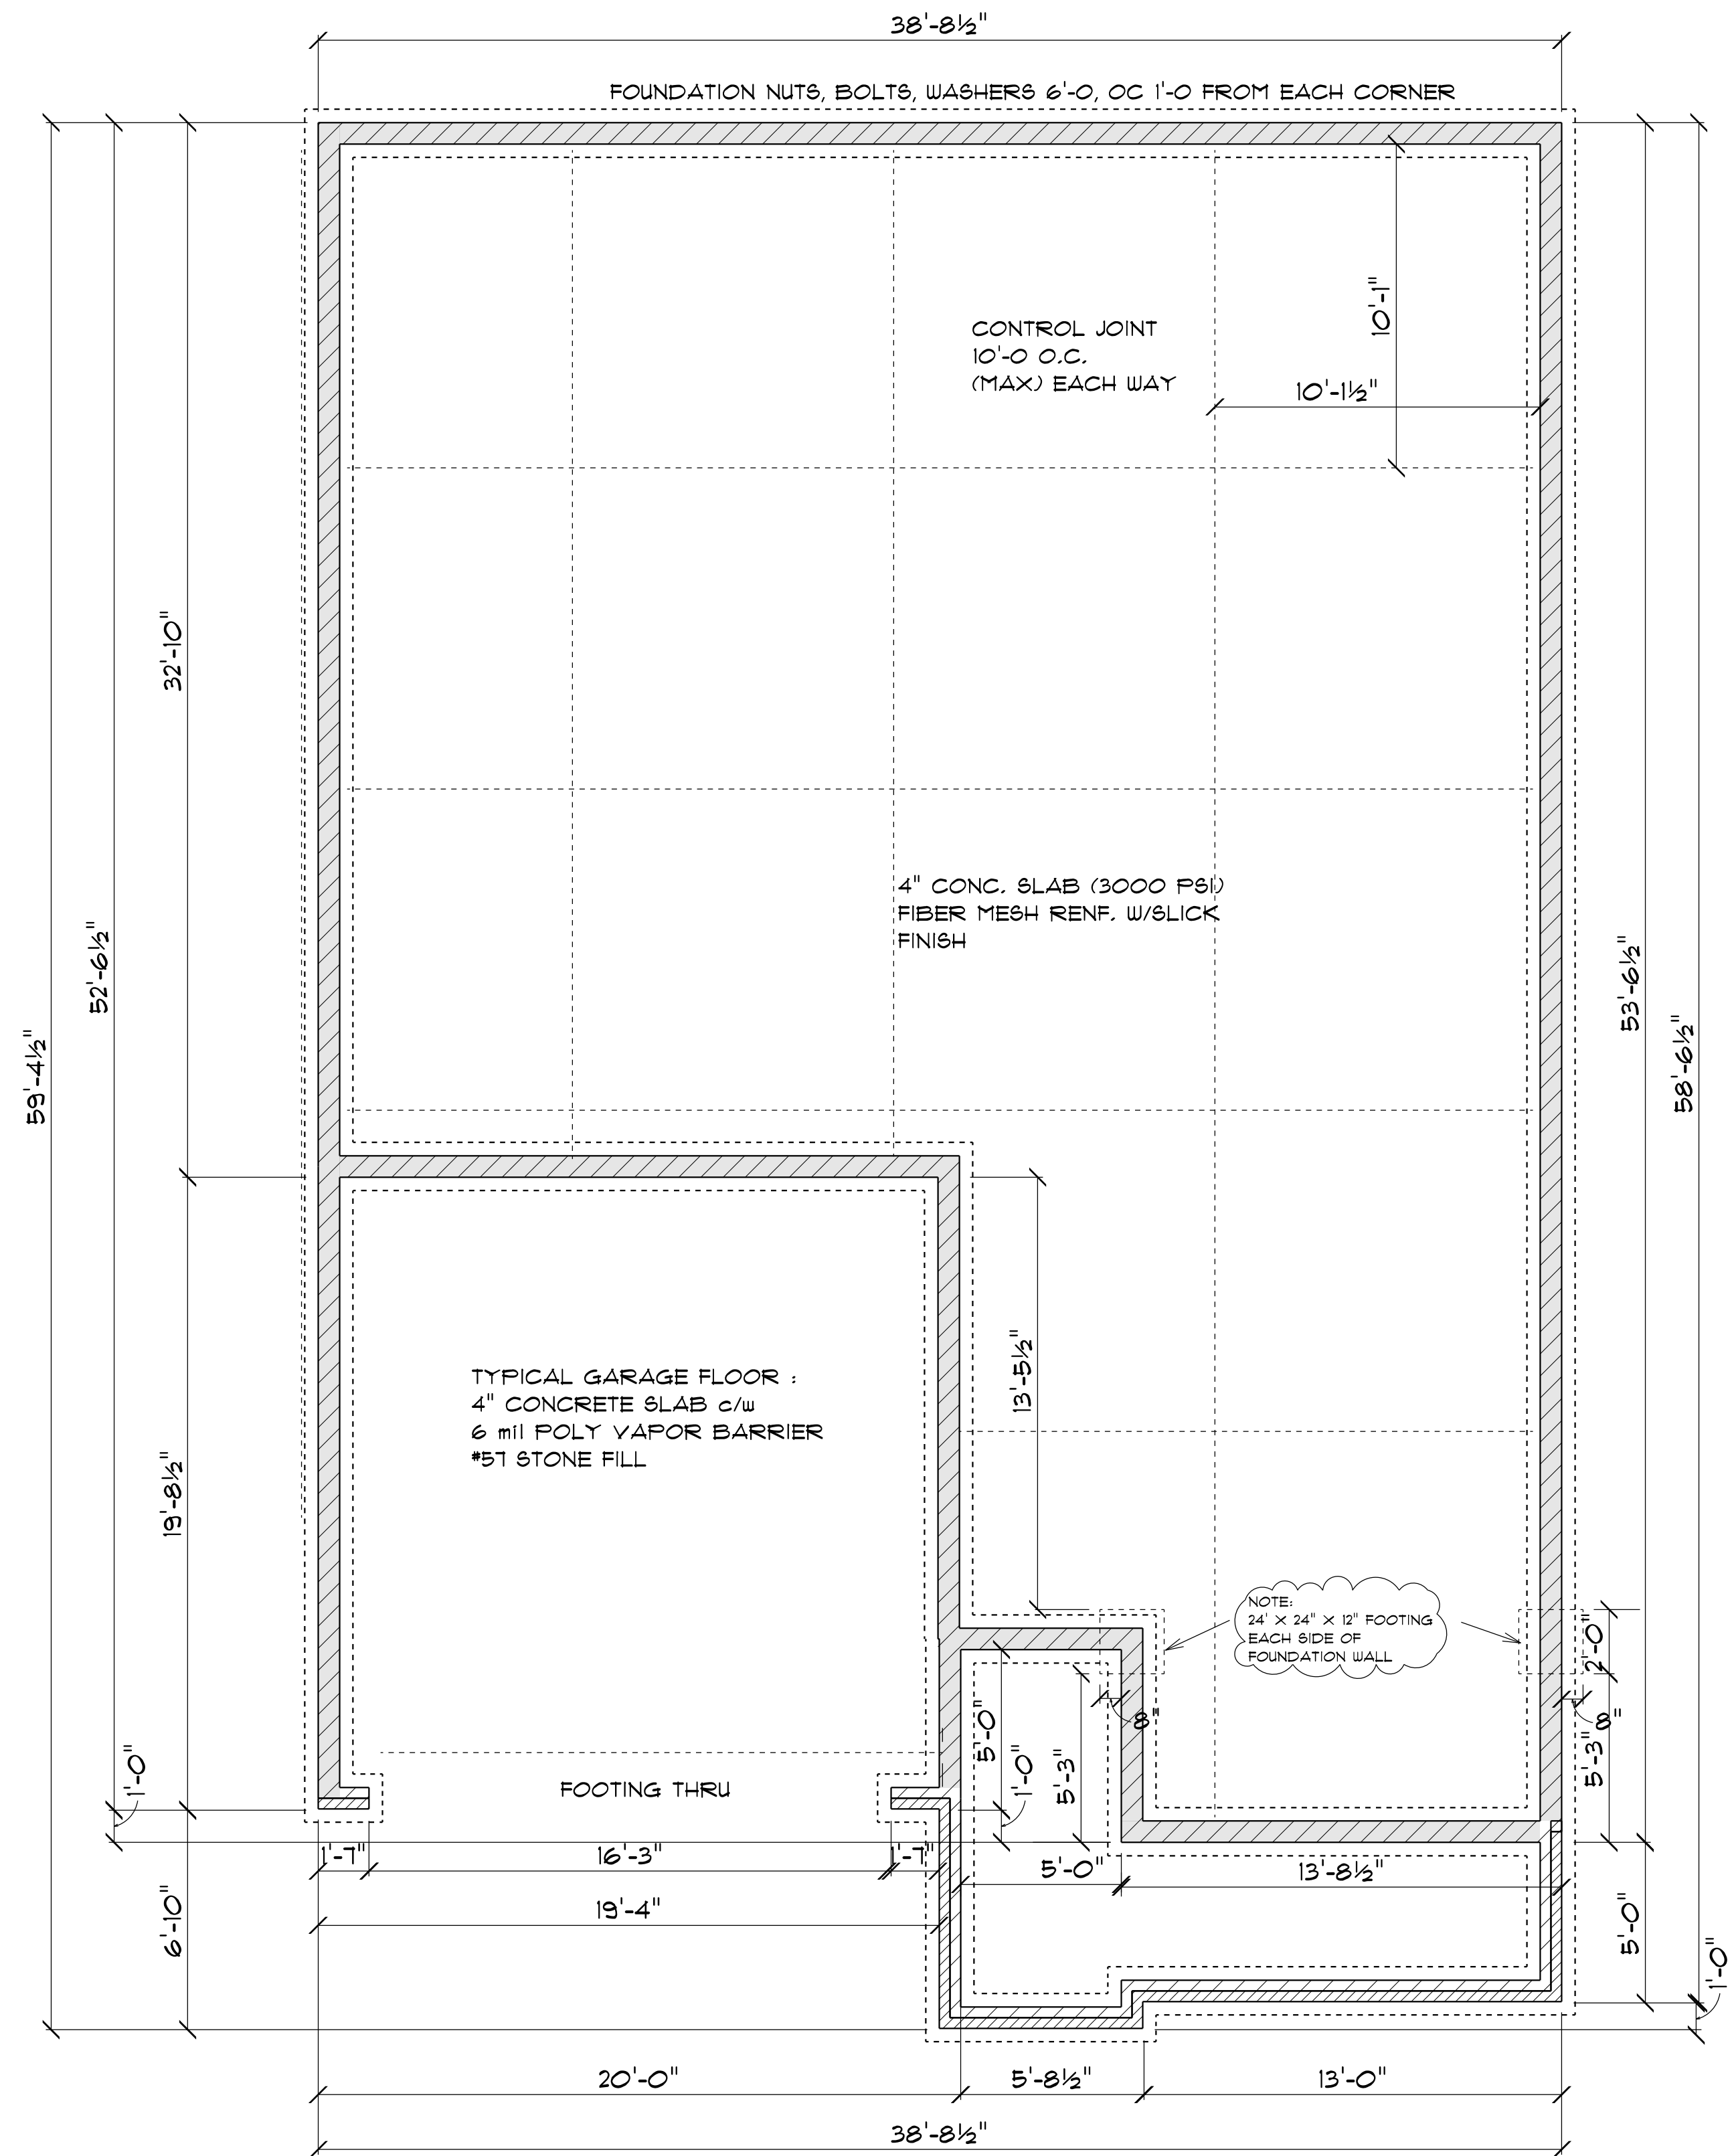 38'-8½"
FOUNDATION NUTS, BOLTS, WASHERS 6'-0, OC 1'-0 FROM EACH CORNER
10'-1"
CONTROL JOINT
10'-0 O.C.
(MAX) EACH WAY
10'-1½"
32'-10"
4" CONC. SLAB (3000 PSI)
FIBER MESH RENF. W/SLICK
FINISH
52'-6½"
53'-6½"
59'-4½"
58'-6½"
13'-5½"
TYPICAL GARAGE FLOOR :
4" CONCRETE SLAB c/w
6 mil POLY VAPOR BARRIER
#57 STONE FILL
19'-8½"
NOTE:
24' X 24" X 12" FOOTING
EACH SIDE OF
FOUNDATION WALL
2'-0"
8"
8"
5'-0"
1'-0"
5'-3"
5'-3"
1'-0"
FOOTING THRU
1'-7"
16'-3"
1'-7"
5'-0"
13'-8½"
19'-4"
6'-10"
5'-0"
1'-0"
20'-0"
5'-8½"
13'-0"
38'-8½"